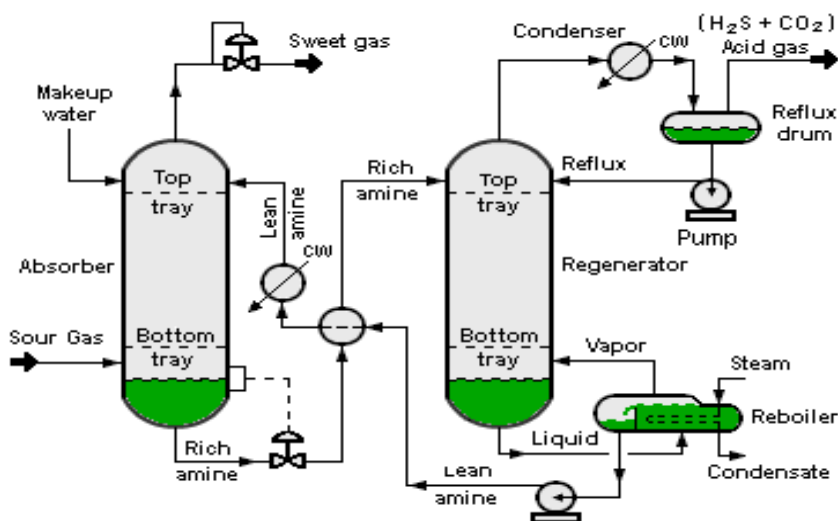 Sweet gas
Makeup
water
Top
tray
Absorber
Bottom
tray
Sour Gas
Rich
amine
Lean
amine
CW
Rich
amine
Condenser
CW
(H₂S + CO₂)
Acid gas
Reflux
drum
Reflux
Pump
Top
tray
Regenerator
Bottom
tray
Vapor
Steam
Reboiler
Liquid
Condensate
Lean
amine